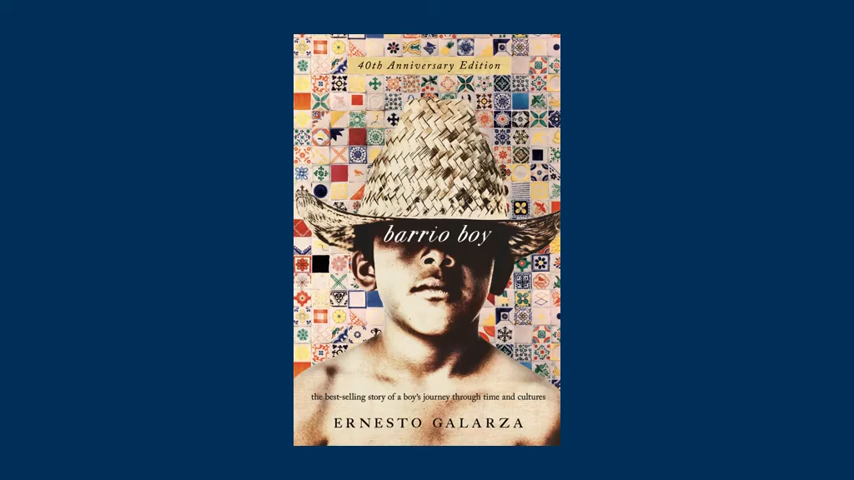 40th Anniversary Edition
barrio boy
the best-selling story of a boy's journey through time and cultures
ERNESTO GALARZA